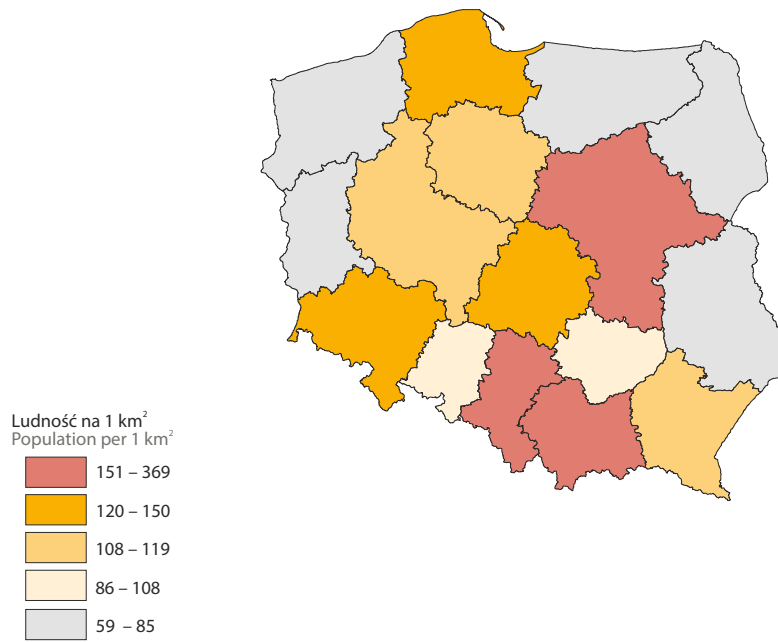 Ludność na 1 km²
Population per 1 km²
151 – 369
120 – 150
108 – 119
86 – 108
59 – 85